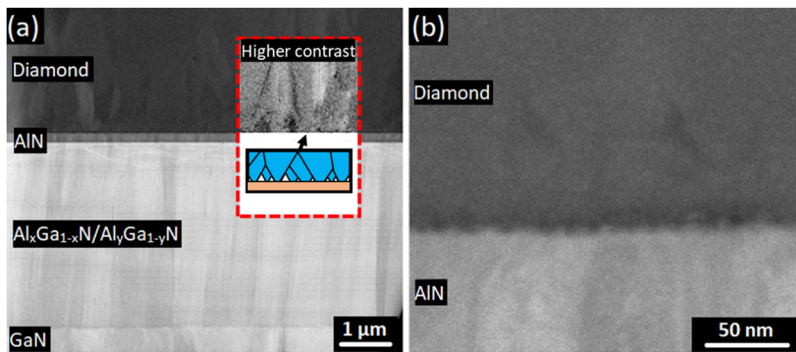 (a)
Higher contrast
Diamond
AlN
AlxGa1-xN/AlyGa1-yN
GaN
1 µm
(b)
Diamond
AlN
50 nm